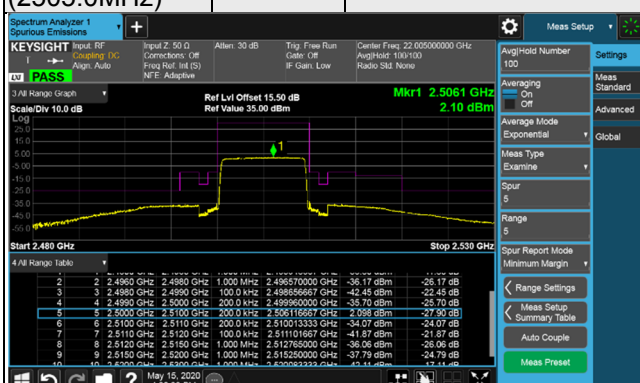 (2505.0MHz)
Spectrum Analyzer 1
Spurious Emissions
+
Meas Setup
KEYSIGHT Input: RF
Coupling: DC
Align: Auto
Input Z: 50 Ω
Corrections: Off
Freq Ref: Int (S)
NFE: Adaptive
Atten: 30 dB
Trig: Free Run
Gate: Off
IF Gain: Low
Center Freq: 22.005000000 GHz
Avg|Hold: 100/100
Radio Std: None
LXI PASS
3 All Range Graph
Scale/Div 10.0 dB
Ref Lvl Offset 15.50 dB
Ref Value 35.00 dBm
Mkr1 2.5061 GHz
2.10 dBm
Log
25.0
15.0
5.00
-5.00
-15.0
-25.0
-35.0
-45.0
-55.0
1
Start 2.480 GHz
Stop 2.530 GHz
4 All Range Table
2 2 2.4960 GHz 2.4980 GHz 1.000 MHz 2.496570000 GHz -36.17 dBm -26.17 dB
3 3 2.4980 GHz 2.4990 GHz 100.0 kHz 2.498656667 GHz -42.45 dBm -22.45 dB
4 4 2.4990 GHz 2.5000 GHz 200.0 kHz 2.499960000 GHz -35.70 dBm -25.70 dB
5 5 2.5000 GHz 2.5100 GHz 200.0 kHz 2.506116667 GHz 2.098 dBm -27.90 dB
6 6 2.5100 GHz 2.5110 GHz 200.0 kHz 2.510013333 GHz -34.07 dBm -24.07 dB
7 7 2.5110 GHz 2.5120 GHz 100.0 kHz 2.511101667 GHz -41.87 dBm -21.87 dB
8 8 2.5120 GHz 2.5150 GHz 1.000 MHz 2.512765000 GHz -36.06 dBm -26.06 dB
9 9 2.5150 GHz 2.5200 GHz 1.000 MHz 2.515250000 GHz -37.79 dBm -24.79 dB
May 15, 2020
?
Avg|Hold Number
100
Averaging
On
Off
Average Mode
Exponential
Meas Type
Examine
Spur
5
Range
5
Spur Report Mode
Minimum Margin
Range Settings
Meas Setup
Summary Table
Auto Couple
Meas Preset
Settings
Meas
Standard
Advanced
Global